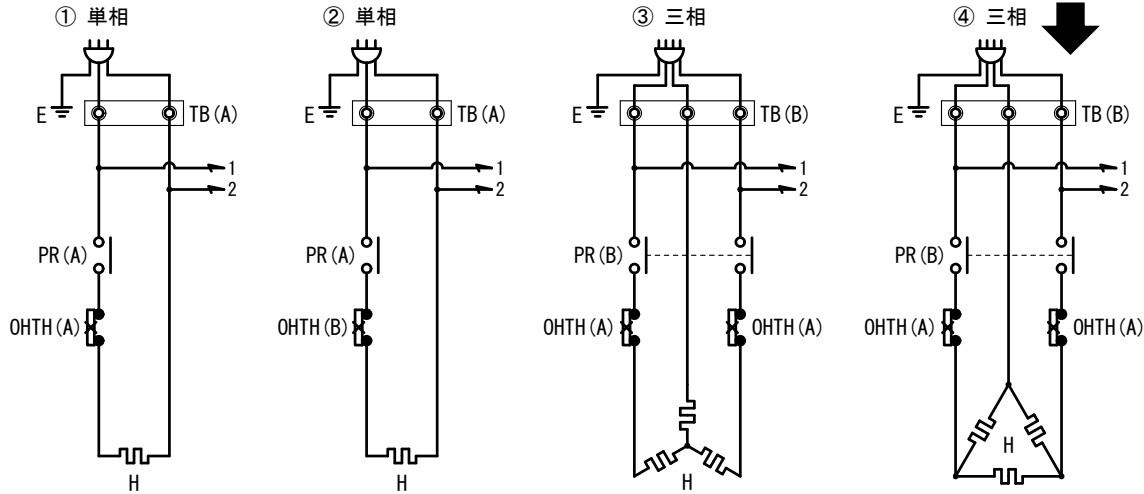 ① 単相
② 単相
③ 三相
④ 三相
E
TB(A)
E
TB(A)
E
TB(B)
E
TB(B)
1
1
1
1
2
2
2
2
PR(A)
PR(A)
PR(B)
PR(B)
OHTH(A)
OHTH(B)
OHTH(A)
OHTH(A)
OHTH(A)
OHTH(A)
H
H
H
H